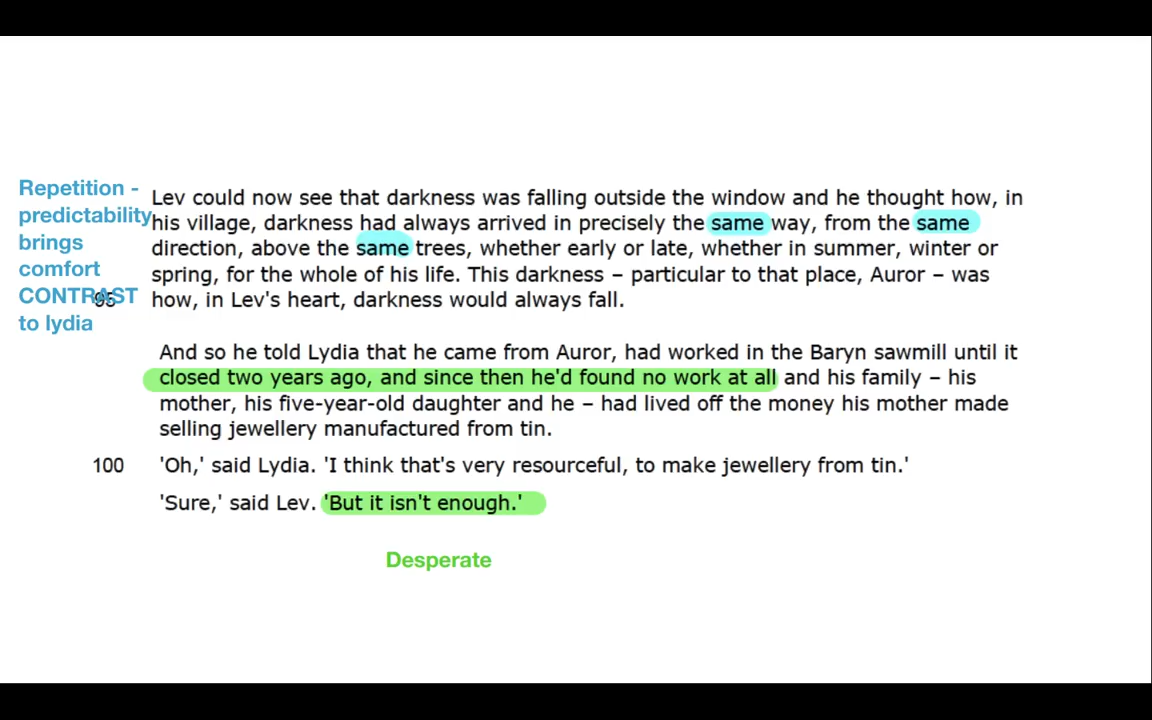 Repetition -
predictability
brings
comfort
CONTRAST
to lydia
Lev could now see that darkness was falling outside the window and he thought how, in
his village, darkness had always arrived in precisely the same way, from the same
direction, above the same trees, whether early or late, whether in summer, winter or
spring, for the whole of his life. This darkness – particular to that place, Auror – was
95 how, in Lev's heart, darkness would always fall.
And so he told Lydia that he came from Auror, had worked in the Baryn sawmill until it
closed two years ago, and since then he'd found no work at all and his family – his
mother, his five-year-old daughter and he – had lived off the money his mother made
selling jewellery manufactured from tin.
100 'Oh,' said Lydia. 'I think that's very resourceful, to make jewellery from tin.'
'Sure,' said Lev. 'But it isn't enough.'
Desperate